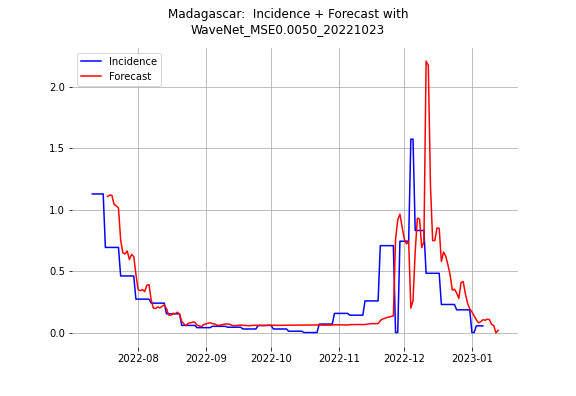 Madagascar:  Incidence + Forecast with
WaveNet_MSE0.0050_20221023
Incidence
Forecast
2.0
1.5
1.0
0.5
0.0
2022-08 2022-09 2022-10 2022-11 2022-12 2023-01